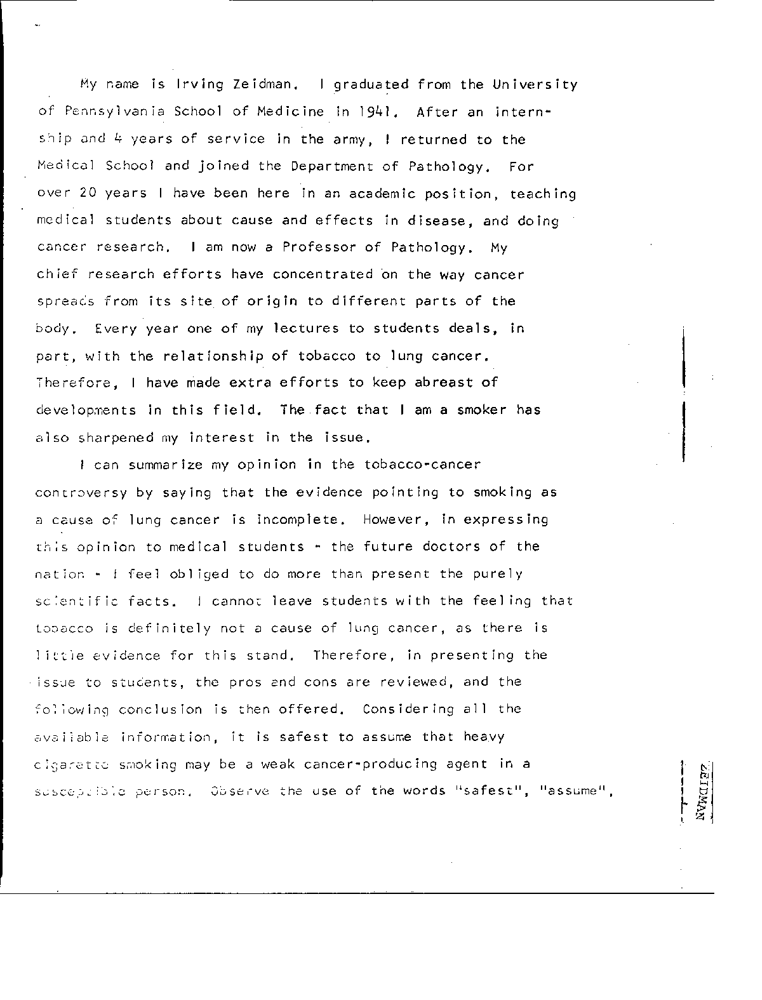 My name is Irving Zeidman. I graduated from the University
of Pennsylvania School of Medicine in 1941. After an intern-
ship and 4 years of service in the army, I returned to the
Medical School and joined the Department of Pathology. For
over 20 years I have been here in an academic position, teaching
medical students about cause and effects in disease, and doing
cancer research. I am now a Professor of Pathology. My
chief research efforts have concentrated on the way cancer
spreads from its site of origin to different parts of the
body. Every year one of my lectures to students deals, in
part, with the relationship of tobacco to lung cancer.
Therefore, I have made extra efforts to keep abreast of
developments in this field. The fact that I am a smoker has
also sharpened my interest in the issue.
I can summarize my opinion in the tobacco-cancer
controversy by saying that the evidence pointing to smoking as
a cause of lung cancer is incomplete. However, in expressing
this opinion to medical students - the future doctors of the
nation - I feel obliged to do more than present the purely
scientific facts. I cannot leave students with the feeling that
tobacco is definitely not a cause of lung cancer, as there is
little evidence for this stand. Therefore, in presenting the
issue to students, the pros and cons are reviewed, and the
following conclusion is then offered. Considering all the
available information, it is safest to assume that heavy
cigarette smoking may be a weak cancer-producing agent in a
susceptible person. Observe the use of the words "safest", "assume",
ZEIDMAN